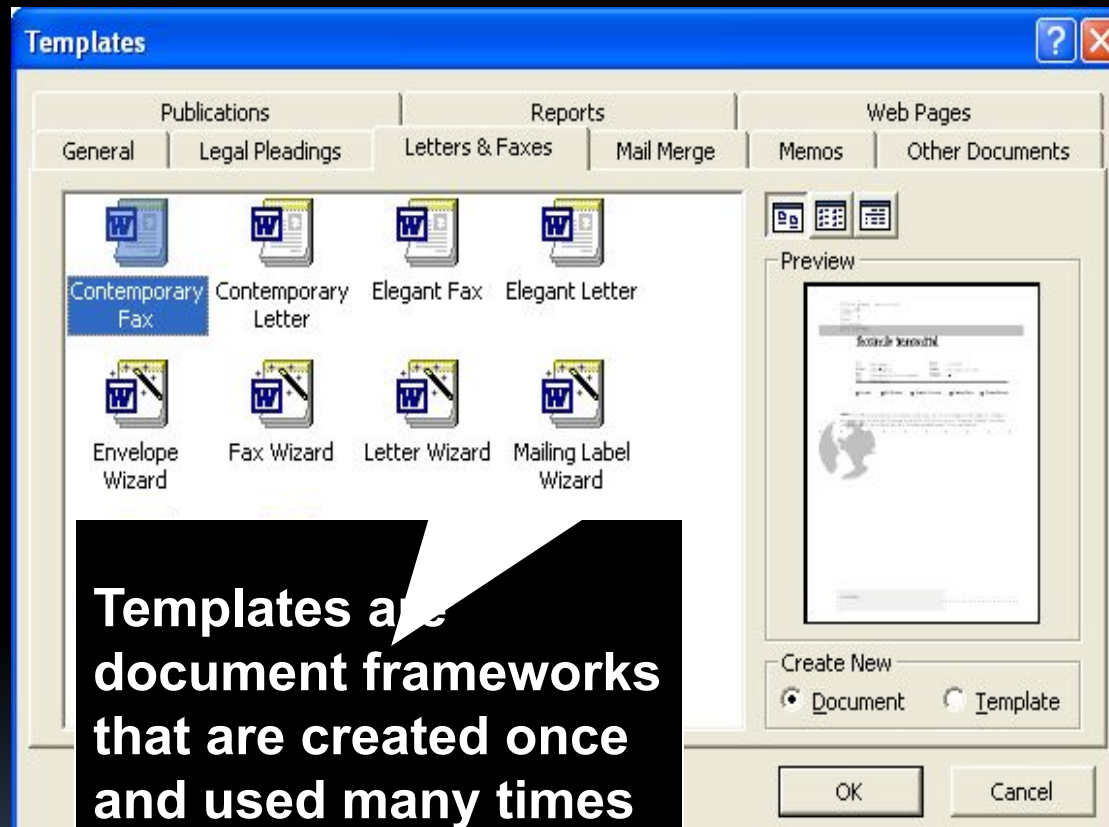 Templates
Publications Reports Web Pages
General Legal Pleadings Letters & Faxes Mail Merge Memos Other Documents
Contemporary Fax
Contemporary Letter
Elegant Fax
Elegant Letter
Envelope Wizard
Fax Wizard
Letter Wizard
Mailing Label Wizard
Preview
facsimile transmittal
Create New
Document Template
Templates are
document frameworks
that are created once
and used many times
OK Cancel